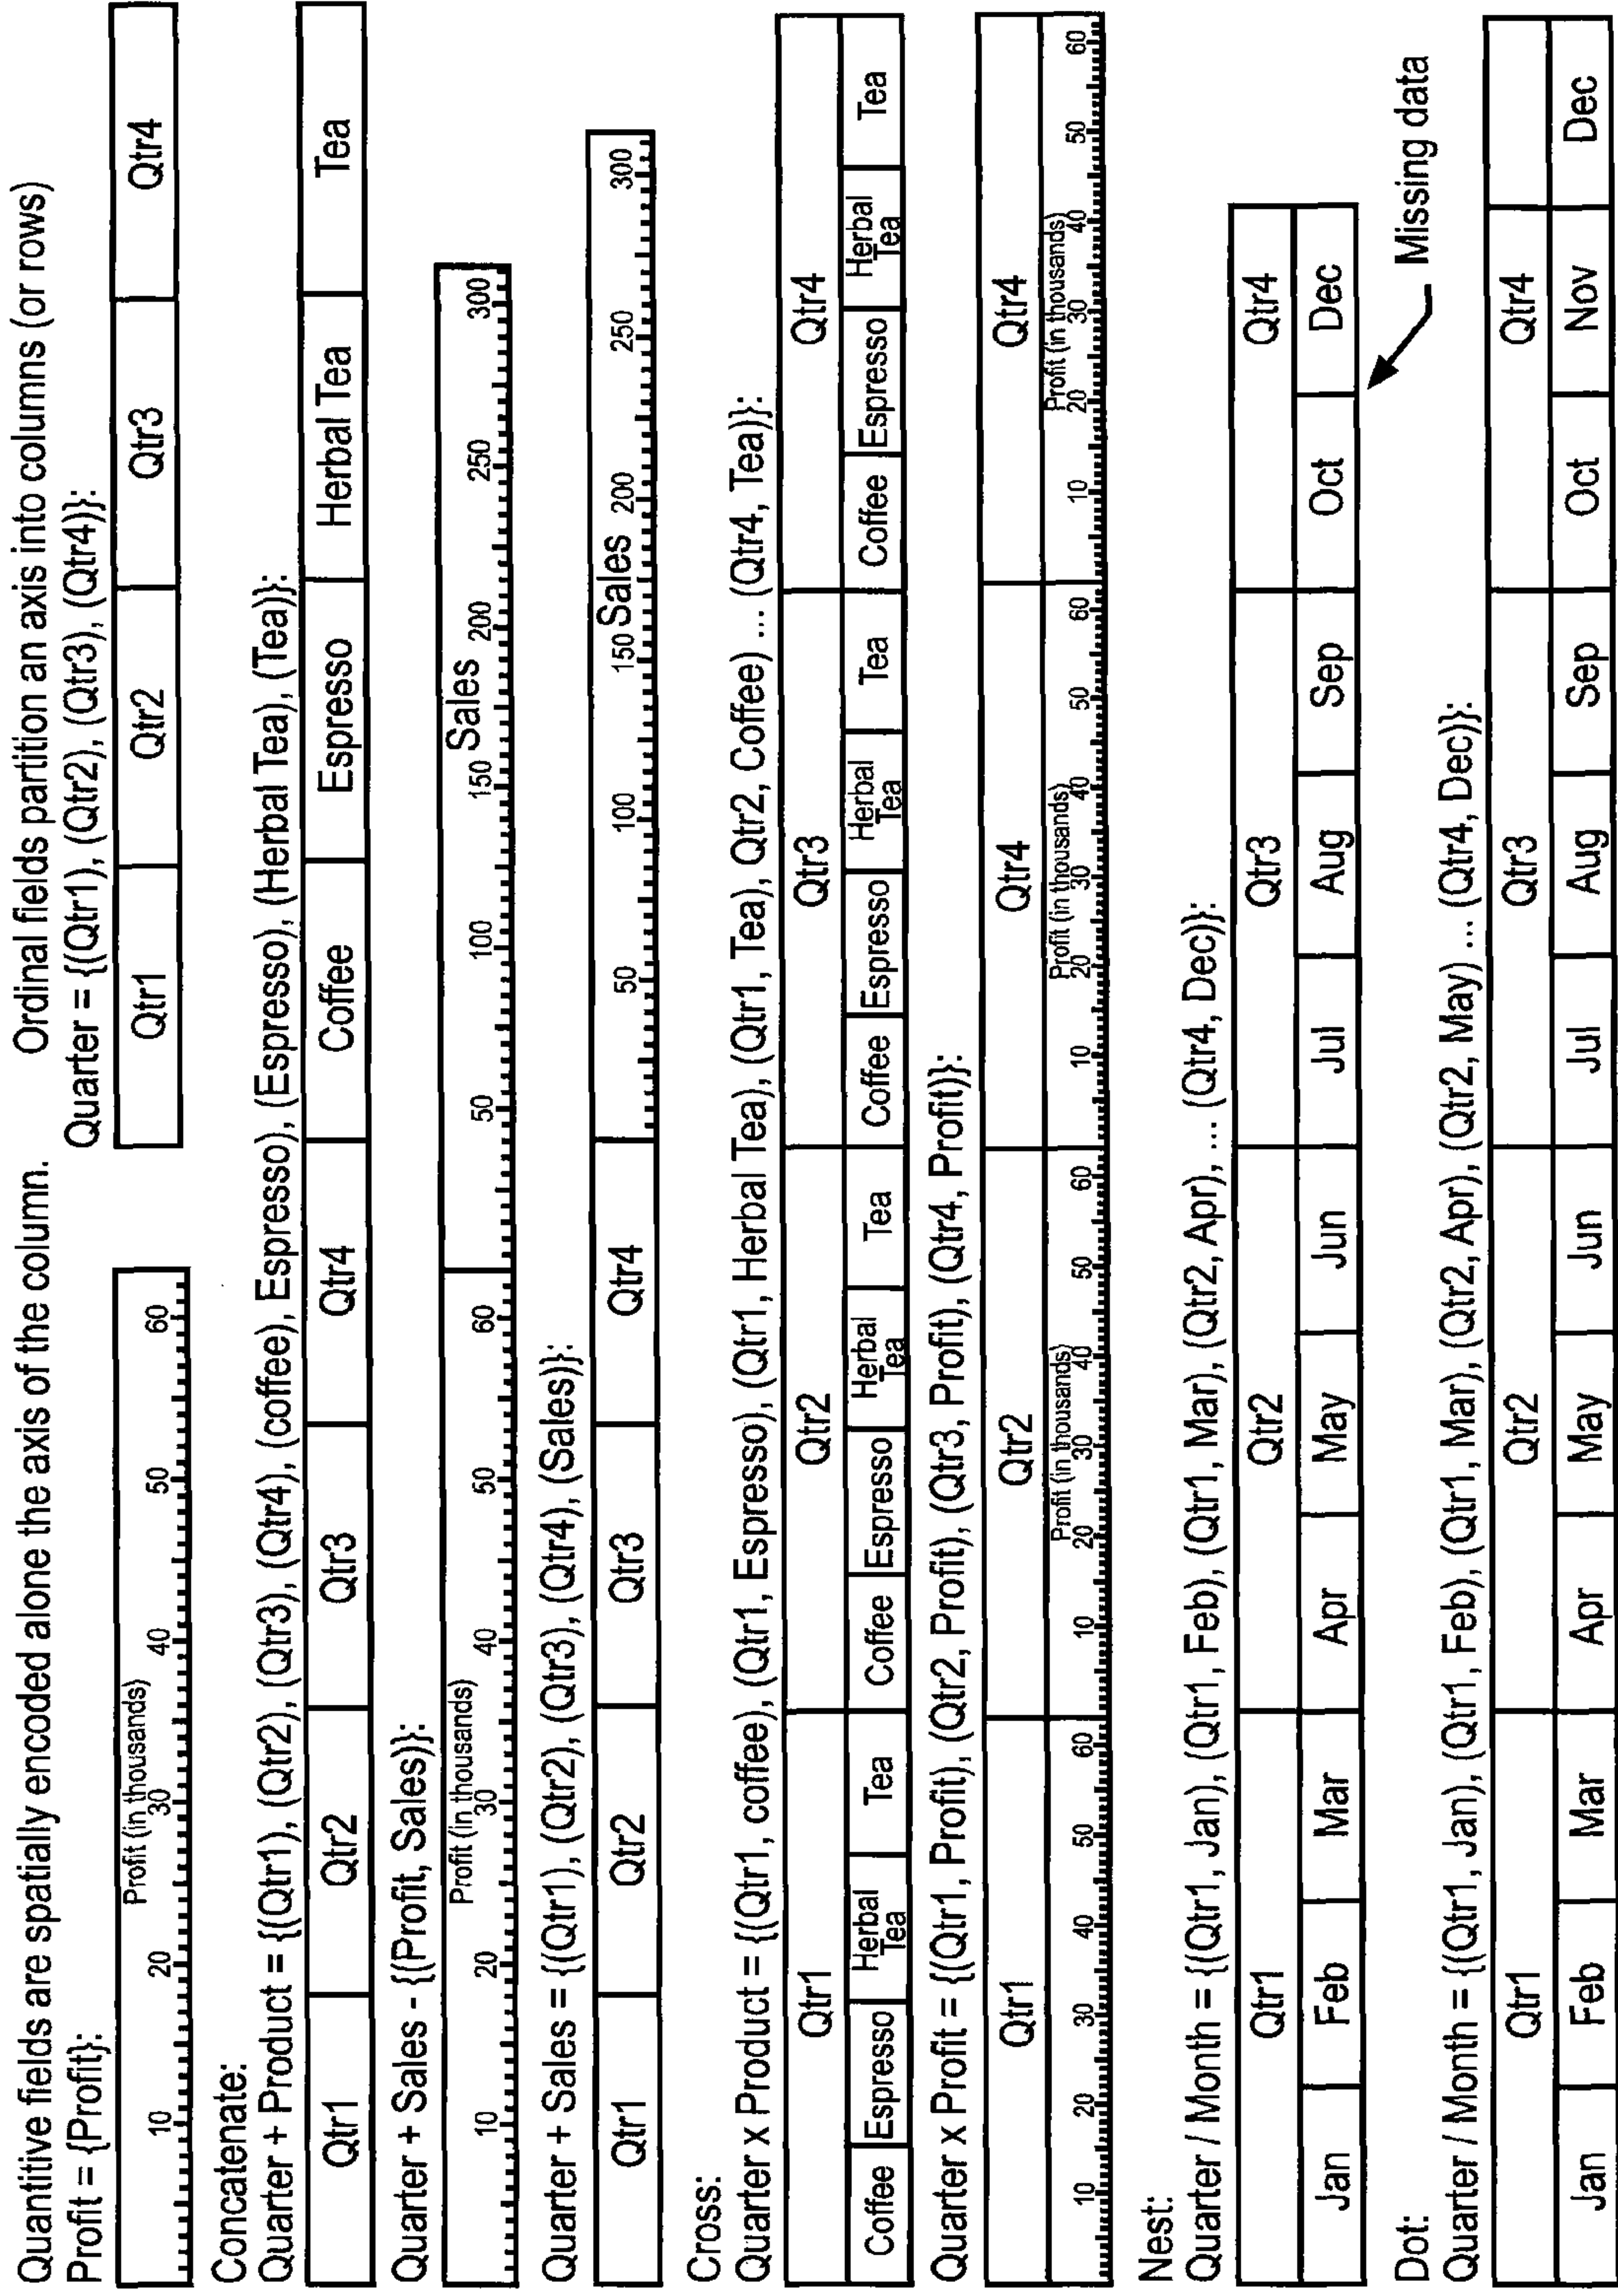 Quantitive fields are spatially encoded alone the axis of the column.
Profit = {Profit}:
Profit (in thousands)
10 20 30 40 50 60
Ordinal fields partition an axis into columns (or rows)
Quarter = {(Qtr1), (Qtr2), (Qtr3), (Qtr4)}:
Qtr1 Qtr2 Qtr3 Qtr4
Concatenate:
Quarter + Product = {(Qtr1), (Qtr2), (Qtr3), (Qtr4), (coffee), Espresso), (Espresso), (Herbal Tea), (Tea)}:
Qtr1 Qtr2 Qtr3 Qtr4 Coffee Espresso Herbal Tea Tea
Quarter + Sales - {(Profit, Sales)}:
Profit (in thousands) Sales
10 20 30 40 50 60 50 100 150 200 250 300
Quarter + Sales = {(Qtr1), (Qtr2), (Qtr3), (Qtr4), (Sales)}:
Sales
Qtr1 Qtr2 Qtr3 Qtr4 50 100 150 200 250 300
Cross:
Quarter x Product = {(Qtr1, coffee), (Qtr1, Espresso), (Qtr1, Herbal Tea), (Qtr1, Tea), Qtr2, Coffee) ... (Qtr4, Tea)}:
Qtr1 Qtr2 Qtr3 Qtr4
Coffee Espresso Herbal Tea Tea Coffee Espresso Herbal Tea Tea Coffee Espresso Herbal Tea Tea Coffee Espresso Herbal Tea Tea
Quarter x Profit = {(Qtr1, Profit), (Qtr2, Profit), (Qtr3, Profit), (Qtr4, Profit)}:
Qtr1 Qtr2 Qtr4 Qtr4
Profit (in thousands) Profit (in thousands) Profit (in thousands)
10 20 30 40 50 60 10 20 30 40 50 60 10 20 30 40 50 60 10 20 30 40 50 60
Nest:
Quarter / Month = {(Qtr1, Jan), (Qtr1, Feb), (Qtr1, Mar), (Qtr2, Apr), ... (Qtr4, Dec)}:
Qtr1 Qtr2 Qtr3 Qtr4
Jan Feb Mar Apr May Jun Jul Aug Sep Oct Dec
Missing data
Dot:
Quarter / Month = {(Qtr1, Jan), (Qtr1, Feb), (Qtr1, Mar), (Qtr2, Apr), (Qtr2, May) ... (Qtr4, Dec)}:
Qtr1 Qtr2 Qtr3 Qtr4
Jan Feb Mar Apr May Jun Jul Aug Sep Oct Nov Dec